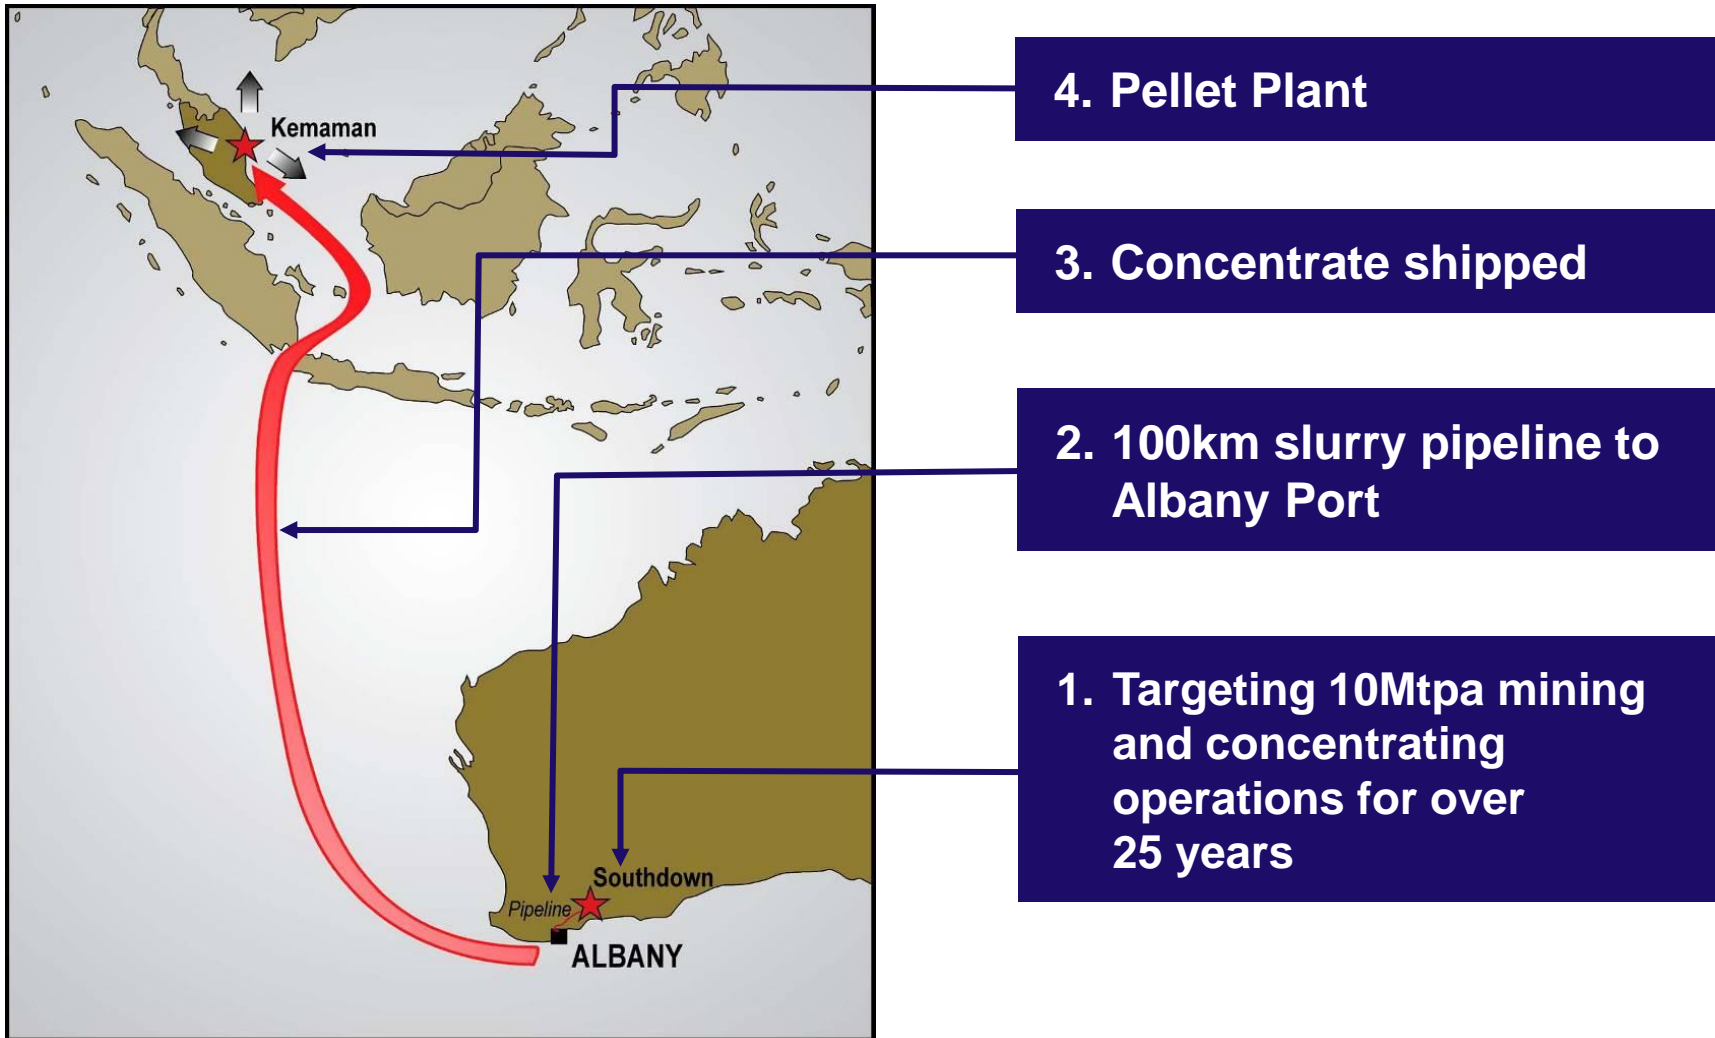 Kemaman
Southdown
Pipeline
ALBANY
4. Pellet Plant
3. Concentrate shipped
2. 100km slurry pipeline to
Albany Port
1. Targeting 10Mtpa mining
and concentrating
operations for over
25 years